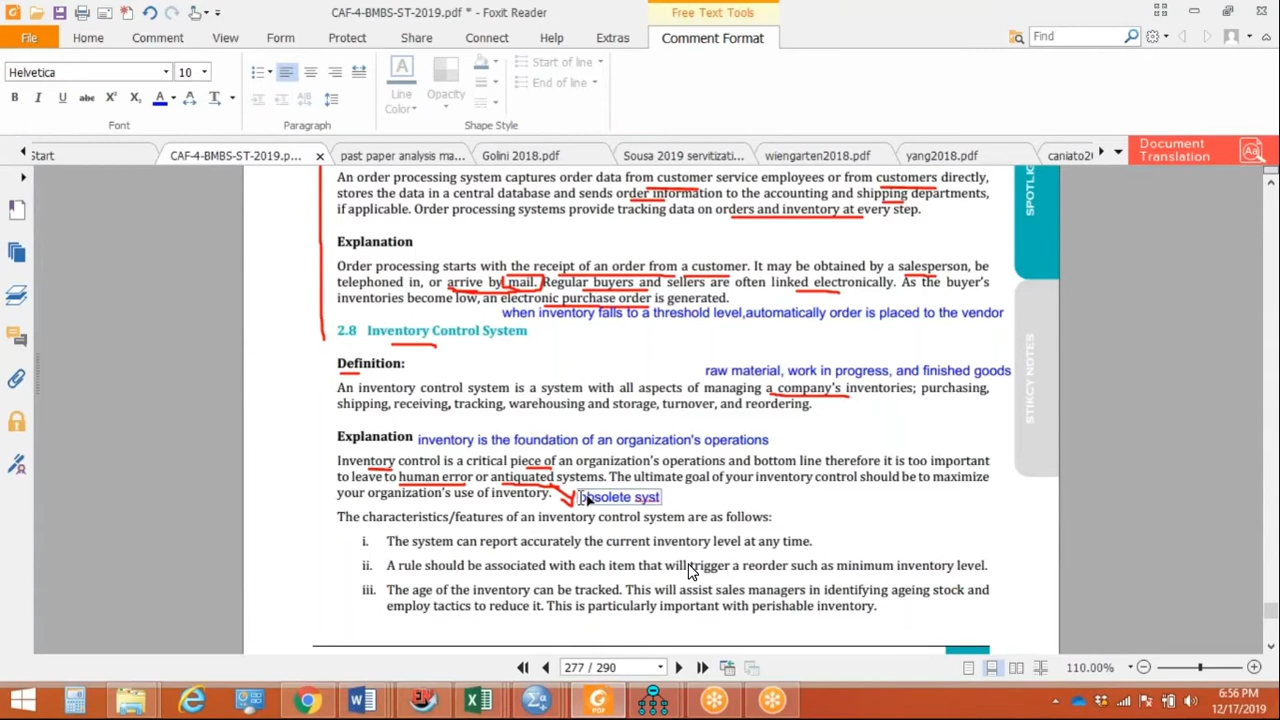 CAF-4-BMBS-ST-2019.pdf * - Foxit Reader
Free Text Tools
File Home Comment View Form Protect Share Connect Help Extras Comment Format Find
Helvetica 10
Start of line
End of line
Line Color
Opacity
Font Paragraph Shape Style
Start CAF-4-BMBS-ST-2019.p... past paper analysis ma... Golini 2018.pdf Sousa 2019 servitizati... wiengarten2018.pdf yang2018.pdf caniato2
Document Translation
SPOTLI
STIKCY NOTES
An order processing system captures order data from customer service employees or from customers directly,
stores the data in a central database and sends order information to the accounting and shipping departments,
if applicable. Order processing systems provide tracking data on orders and inventory at every step.
Explanation
Order processing starts with the receipt of an order from a customer. It may be obtained by a salesperson, be
telephoned in, or arrive by mail. Regular buyers and sellers are often linked electronically. As the buyer's
inventories become low, an electronic purchase order is generated.
when inventory falls to a threshold level,automatically order is placed to the vendor
2.8 Inventory Control System
Definition:
raw material, work in progress, and finished goods
An inventory control system is a system with all aspects of managing a company's inventories; purchasing,
shipping, receiving, tracking, warehousing and storage, turnover, and reordering.
Explanation inventory is the foundation of an organization's operations
Inventory control is a critical piece of an organization's operations and bottom line therefore it is too important
to leave to human error or antiquated systems. The ultimate goal of your inventory control should be to maximize
your organization's use of inventory. obsolete syst
The characteristics/features of an inventory control system are as follows:
i. The system can report accurately the current inventory level at any time.
ii. A rule should be associated with each item that will trigger a reorder such as minimum inventory level.
iii. The age of the inventory can be tracked. This will assist sales managers in identifying ageing stock and
employ tactics to reduce it. This is particularly important with perishable inventory.
277 / 290
110.00%
6:56 PM
12/17/2019